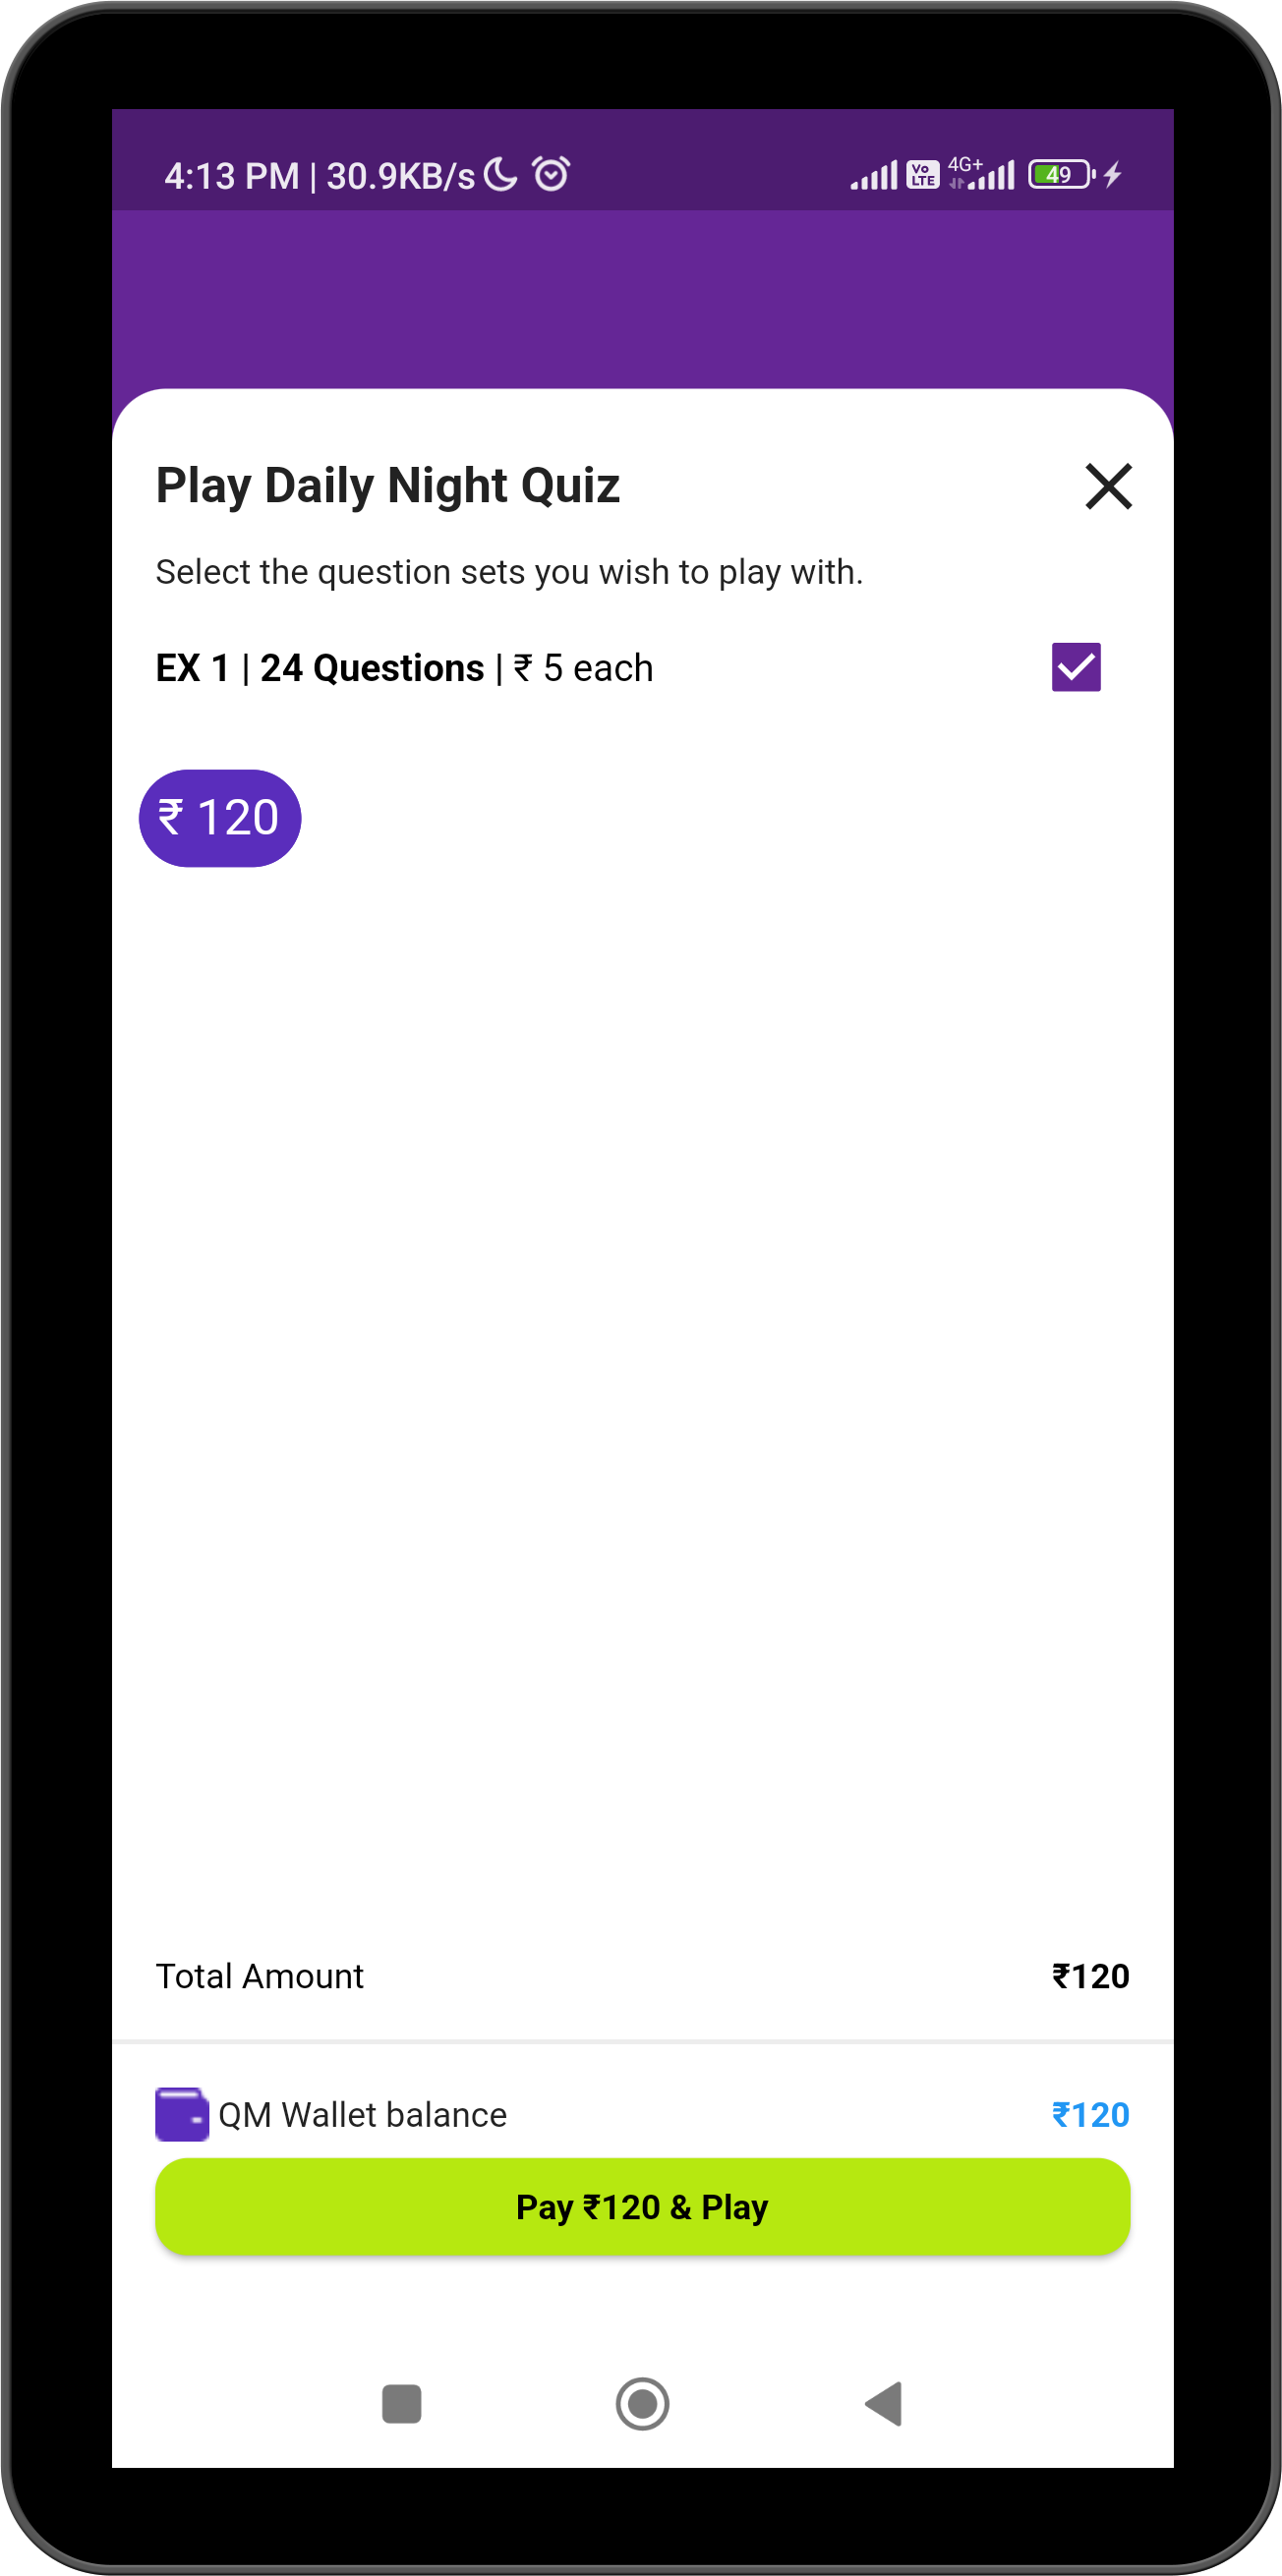 4:13 PM | 30.9KB/s
Vo LTE 4G+ 49
Play Daily Night Quiz
Select the question sets you wish to play with.
EX 1 | 24 Questions | ₹ 5 each
₹ 120
Total Amount ₹120
QM Wallet balance ₹120
Pay ₹120 & Play